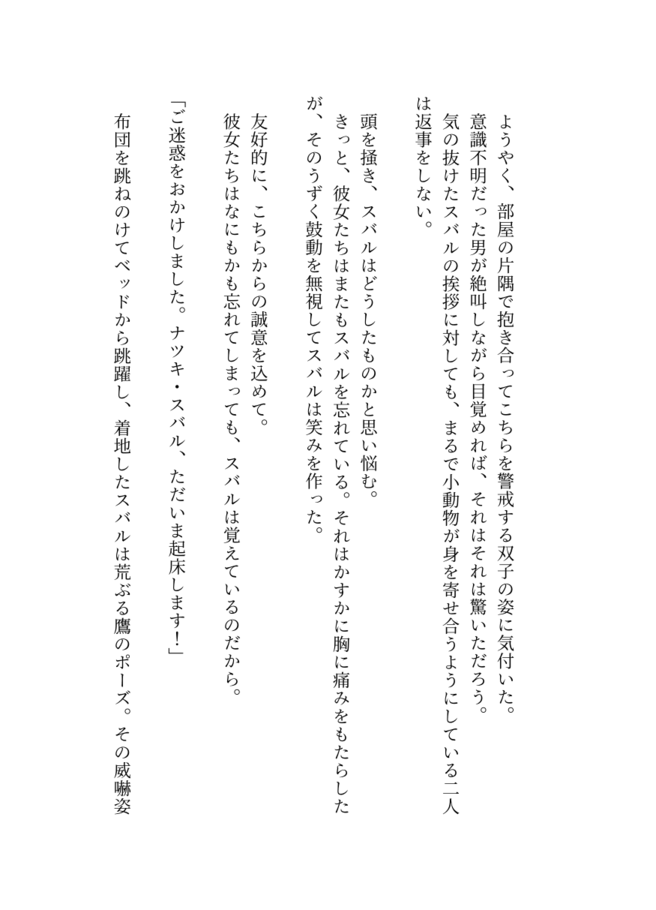 ようやく、部屋の片隅で抱き合ってこちらを警戒する双子の姿に気付いた。
意識不明だった男が絶叫しながら目覚めれば、それはそれは驚いただろう。
気の抜けたスバルの挨拶に対しても、まるで小動物が身を寄せ合うようにしている二人
は返事をしない。
頭を掻き、スバルはどうしたものかと思い悩む。
きっと、彼女たちはまたもスバルを忘れている。それはかすかに胸に痛みをもたらした
が、そのうずく鼓動を無視してスバルは笑みを作った。
友好的に、こちらからの誠意を込めて。
彼女たちはなにもかも忘れてしまっても、スバルは覚えているのだから。
「ご迷惑をおかけしました。ナツキ・スバル、ただいま起床します！」
布団を跳ねのけてベッドから跳躍し、着地したスバルは荒ぶる鷹のポーズ。その威嚇姿